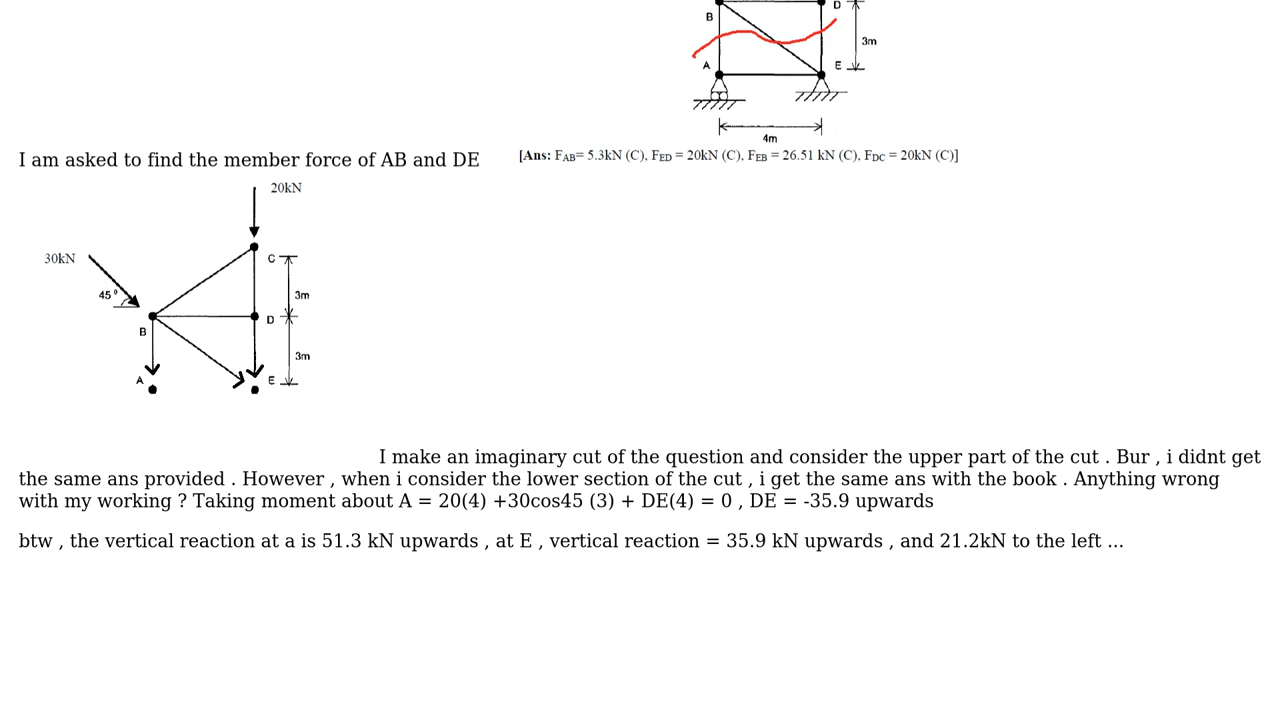 B
D
3m
A
E
4m
I am asked to find the member force of AB and DE
[Ans: FAB= 5.3kN (C), FED = 20kN (C), FEB = 26.51 kN (C), FDC = 20kN (C)]
20kN
30kN
C
45°
3m
D
B
3m
A
E
I make an imaginary cut of the question and consider the upper part of the cut . Bur , i didnt get
the same ans provided . However , when i consider the lower section of the cut , i get the same ans with the book . Anything wrong
with my working ? Taking moment about A = 20(4) +30cos45 (3) + DE(4) = 0 , DE = -35.9 upwards
btw , the vertical reaction at a is 51.3 kN upwards , at E , vertical reaction = 35.9 kN upwards , and 21.2kN to the left ...